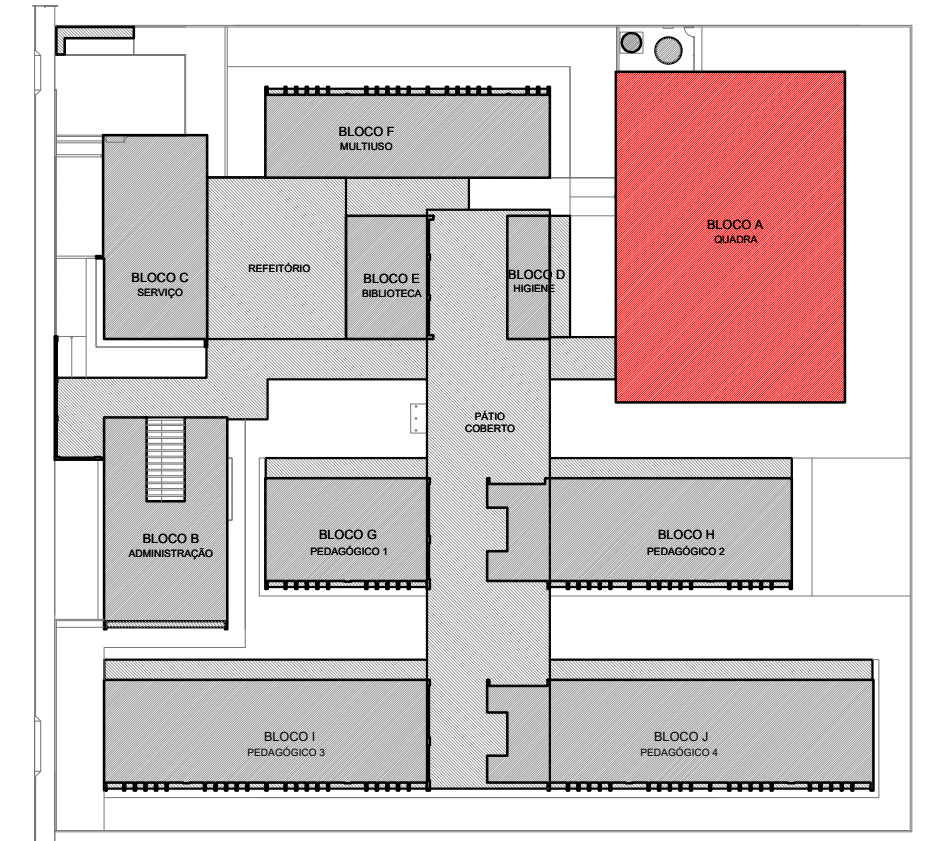 BLOCO F
MULTIUSO
BLOCO A
QUADRA
BLOCO C
SERVIÇO
REFEITÓRIO
BLOCO E
BIBLIOTECA
BLOCO D
HIGIENE
PÁTIO
COBERTO
BLOCO B
ADMINISTRAÇÃO
BLOCO G
PEDAGÓGICO 1
BLOCO H
PEDAGÓGICO 2
BLOCO I
PEDAGÓGICO 3
BLOCO J
PEDAGÓGICO 4